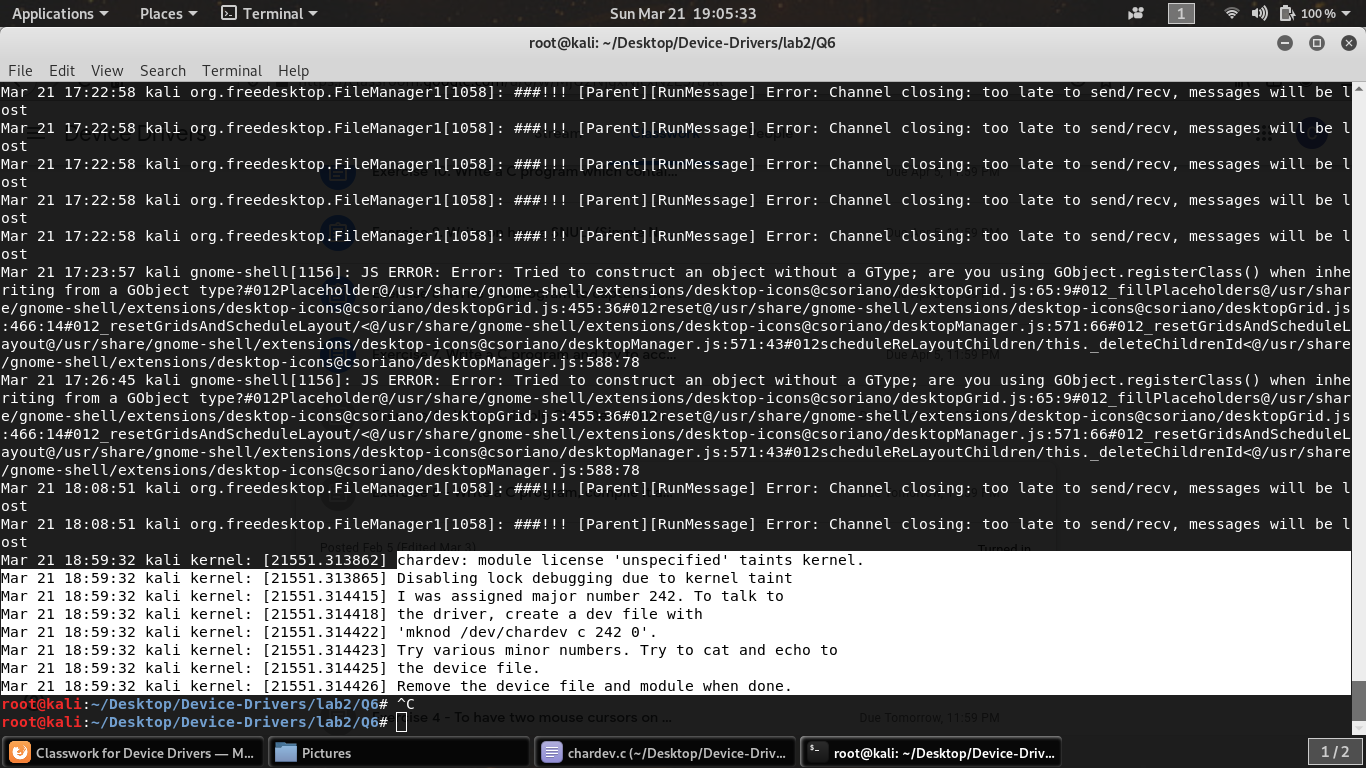 Applications Places Terminal Sun Mar 21 19:05:33 1 100 %
root@kali: ~/Desktop/Device-Drivers/lab2/Q6
File Edit View Search Terminal Help
Mar 21 17:22:58 kali org.freedesktop.FileManager1[1058]: ###!!! [Parent][RunMessage] Error: Channel closing: too late to send/recv, messages will be l
ost
Mar 21 17:22:58 kali org.freedesktop.FileManager1[1058]: ###!!! [Parent][RunMessage] Error: Channel closing: too late to send/recv, messages will be l
ost
Mar 21 17:22:58 kali org.freedesktop.FileManager1[1058]: ###!!! [Parent][RunMessage] Error: Channel closing: too late to send/recv, messages will be l
ost
Mar 21 17:22:58 kali org.freedesktop.FileManager1[1058]: ###!!! [Parent][RunMessage] Error: Channel closing: too late to send/recv, messages will be l
ost
Mar 21 17:22:58 kali org.freedesktop.FileManager1[1058]: ###!!! [Parent][RunMessage] Error: Channel closing: too late to send/recv, messages will be l
ost
Mar 21 17:23:57 kali gnome-shell[1156]: JS ERROR: Error: Tried to construct an object without a GType; are you using GObject.registerClass() when inhe
riting from a GObject type?#012Placeholder@/usr/share/gnome-shell/extensions/desktop-icons@csoriano/desktopGrid.js:65:9#012_fillPlaceholders@/usr/shar
e/gnome-shell/extensions/desktop-icons@csoriano/desktopGrid.js:455:36#012reset@/usr/share/gnome-shell/extensions/desktop-icons@csoriano/desktopGrid.js
:466:14#012_resetGridsAndScheduleLayout/<@/usr/share/gnome-shell/extensions/desktop-icons@csoriano/desktopManager.js:571:66#012_resetGridsAndScheduleL
ayout@/usr/share/gnome-shell/extensions/desktop-icons@csoriano/desktopManager.js:571:43#012scheduleReLayoutChildren/this._deleteChildrenId<@/usr/share
/gnome-shell/extensions/desktop-icons@csoriano/desktopManager.js:588:78
Mar 21 17:26:45 kali gnome-shell[1156]: JS ERROR: Error: Tried to construct an object without a GType; are you using GObject.registerClass() when inhe
riting from a GObject type?#012Placeholder@/usr/share/gnome-shell/extensions/desktop-icons@csoriano/desktopGrid.js:65:9#012_fillPlaceholders@/usr/shar
e/gnome-shell/extensions/desktop-icons@csoriano/desktopGrid.js:455:36#012reset@/usr/share/gnome-shell/extensions/desktop-icons@csoriano/desktopGrid.js
:466:14#012_resetGridsAndScheduleLayout/<@/usr/share/gnome-shell/extensions/desktop-icons@csoriano/desktopManager.js:571:66#012_resetGridsAndScheduleL
ayout@/usr/share/gnome-shell/extensions/desktop-icons@csoriano/desktopManager.js:571:43#012scheduleReLayoutChildren/this._deleteChildrenId<@/usr/share
/gnome-shell/extensions/desktop-icons@csoriano/desktopManager.js:588:78
Mar 21 18:08:51 kali org.freedesktop.FileManager1[1058]: ###!!! [Parent][RunMessage] Error: Channel closing: too late to send/recv, messages will be l
ost
Mar 21 18:08:51 kali org.freedesktop.FileManager1[1058]: ###!!! [Parent][RunMessage] Error: Channel closing: too late to send/recv, messages will be l
ost
Mar 21 18:59:32 kali kernel: [21551.313862] chardev: module license 'unspecified' taints kernel.
Mar 21 18:59:32 kali kernel: [21551.313865] Disabling lock debugging due to kernel taint
Mar 21 18:59:32 kali kernel: [21551.314415] I was assigned major number 242. To talk to
Mar 21 18:59:32 kali kernel: [21551.314418] the driver, create a dev file with
Mar 21 18:59:32 kali kernel: [21551.314422] 'mknod /dev/chardev c 242 0'.
Mar 21 18:59:32 kali kernel: [21551.314423] Try various minor numbers. Try to cat and echo to
Mar 21 18:59:32 kali kernel: [21551.314425] the device file.
Mar 21 18:59:32 kali kernel: [21551.314426] Remove the device file and module when done.
root@kali:~/Desktop/Device-Drivers/lab2/Q6# ^C
root@kali:~/Desktop/Device-Drivers/lab2/Q6#
Classwork for Device Drivers — M... Pictures chardev.c (~/Desktop/Device-Driv... root@kali: ~/Desktop/Device-Driv... 1 / 2